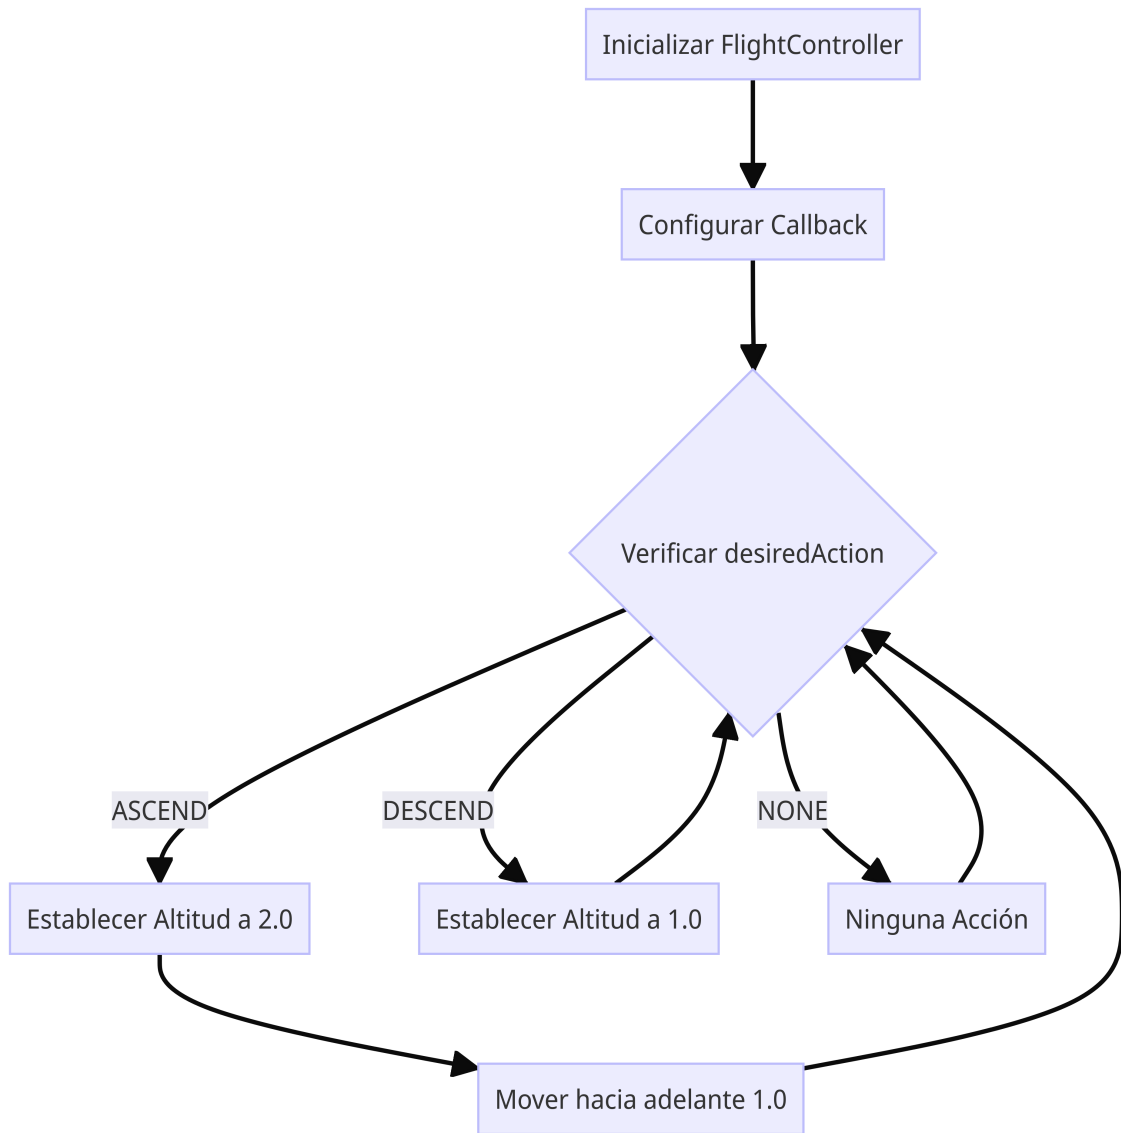 Inicializar FlightController
Configurar Callback
Verificar desiredAction
ASCEND
DESCEND
NONE
Establecer Altitud a 2.0
Establecer Altitud a 1.0
Ninguna Acción
Mover hacia adelante 1.0